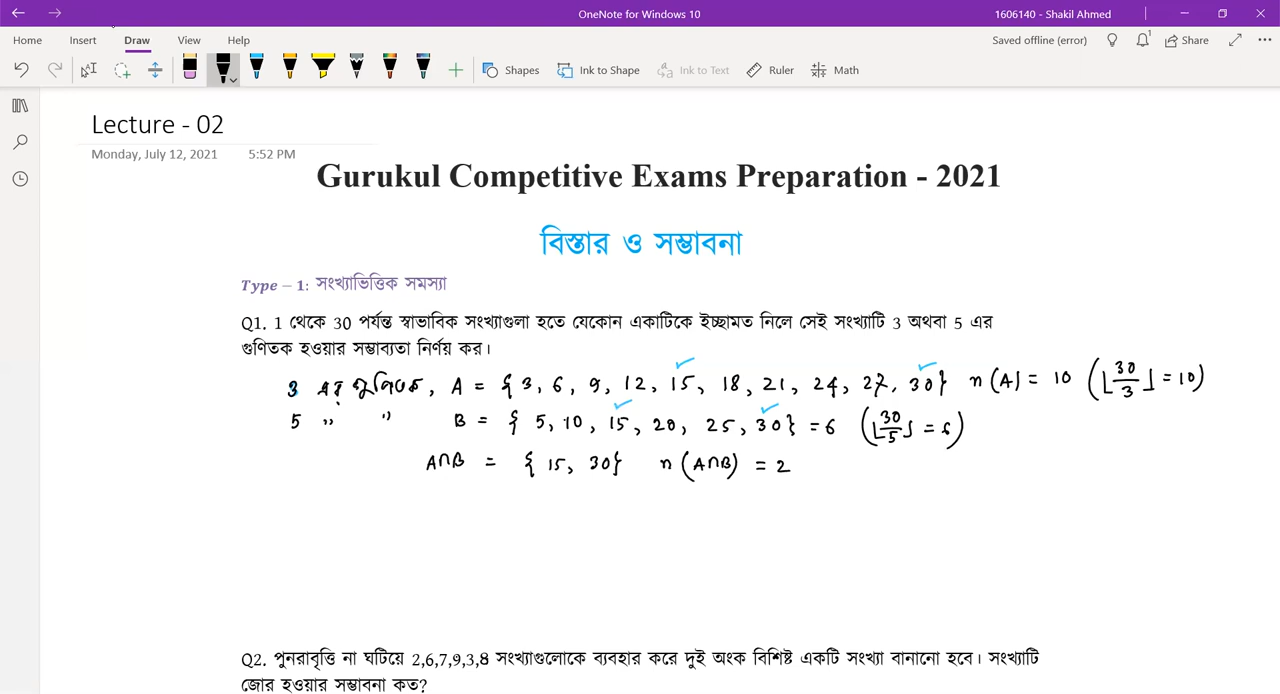 OneNote for Windows 10
1606140 - Shakil Ahmed
Home Insert Draw View Help
Saved offline (error)
1
Share
Shapes Ink to Shape Ink to Text Ruler Math
Lecture - 02
Monday, July 12, 2021 5:52 PM
Gurukul Competitive Exams Preparation - 2021
বিস্তার ও সম্ভাবনা
Type – 1: সংখ্যাভিত্তিক সমস্যা
Q1. 1 থেকে 30 পর্যন্ত স্বাভাবিক সংখ্যাগুলা হতে যেকোন একাটিকে ইচ্ছামত নিলে সেই সংখ্যাটি 3 অথবা 5 এর
গুণিতক হওয়ার সম্ভাব্যতা নির্ণয় কর।
3 এর গুণিতক, A = {3, 6, 9, 12, 15, 18, 21, 24, 27, 30} n(A) = 10 (⌊30/3⌋ = 10)
5 " " B = {5, 10, 15, 20, 25, 30} = 6 (⌊30/5⌋ = 6)
A∩B = {15, 30} n(A∩B) = 2
Q2. পুনরাবৃত্তি না ঘটিয়ে 2,6,7,9,3,8 সংখ্যাগুলোকে ব্যবহার করে দুই অংক বিশিষ্ট একটি সংখ্যা বানানো হবে। সংখ্যাটি
জোর হওয়ার সম্ভাবনা কত?